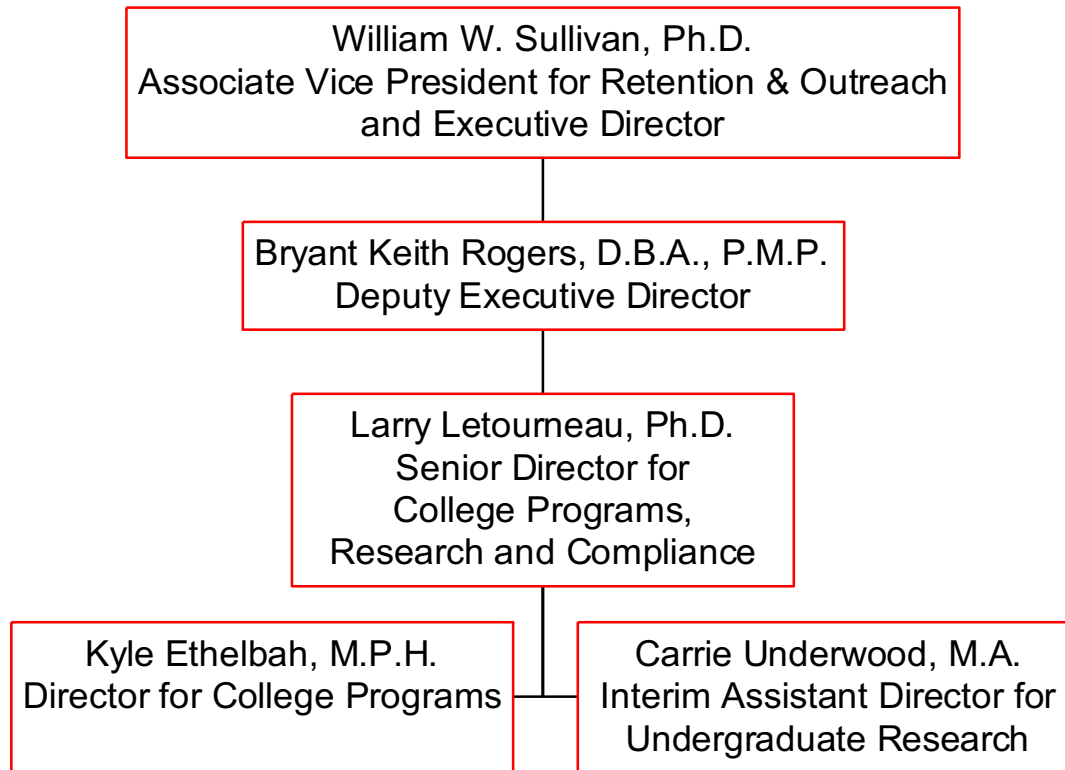 William W. Sullivan, Ph.D.
Associate Vice President for Retention & Outreach
and Executive Director
Bryant Keith Rogers, D.B.A., P.M.P.
Deputy Executive Director
Larry Letourneau, Ph.D.
Senior Director for
College Programs,
Research and Compliance
Kyle Ethelbah, M.P.H.
Director for College Programs
Carrie Underwood, M.A.
Interim Assistant Director for
Undergraduate Research